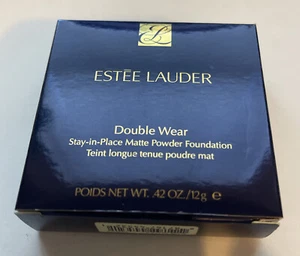 ESTĒE LAUDER
Double Wear
Stay-in-Place Matte Powder Foundation
Teint longue tenue poudre mat
POIDS NET WT. .42 OZ./12g e